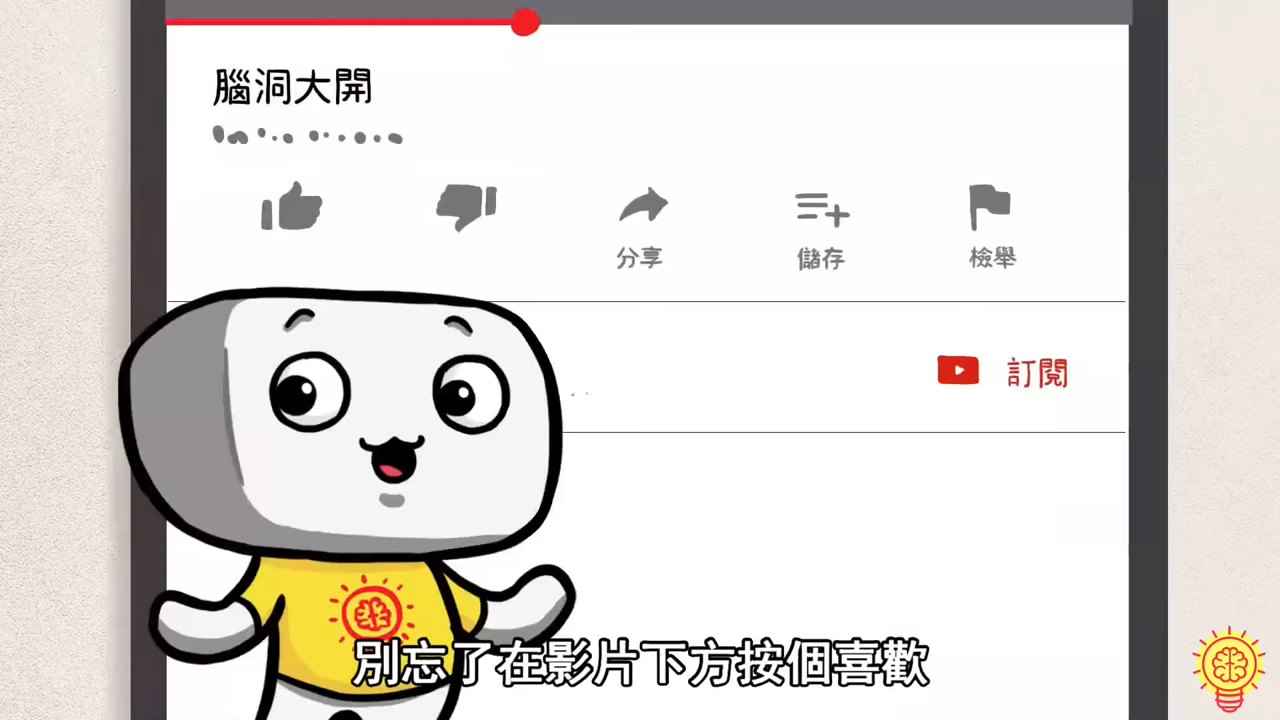 腦洞大開
分享
儲存
檢舉
訂閱
別忘了在影片下方按個喜歡